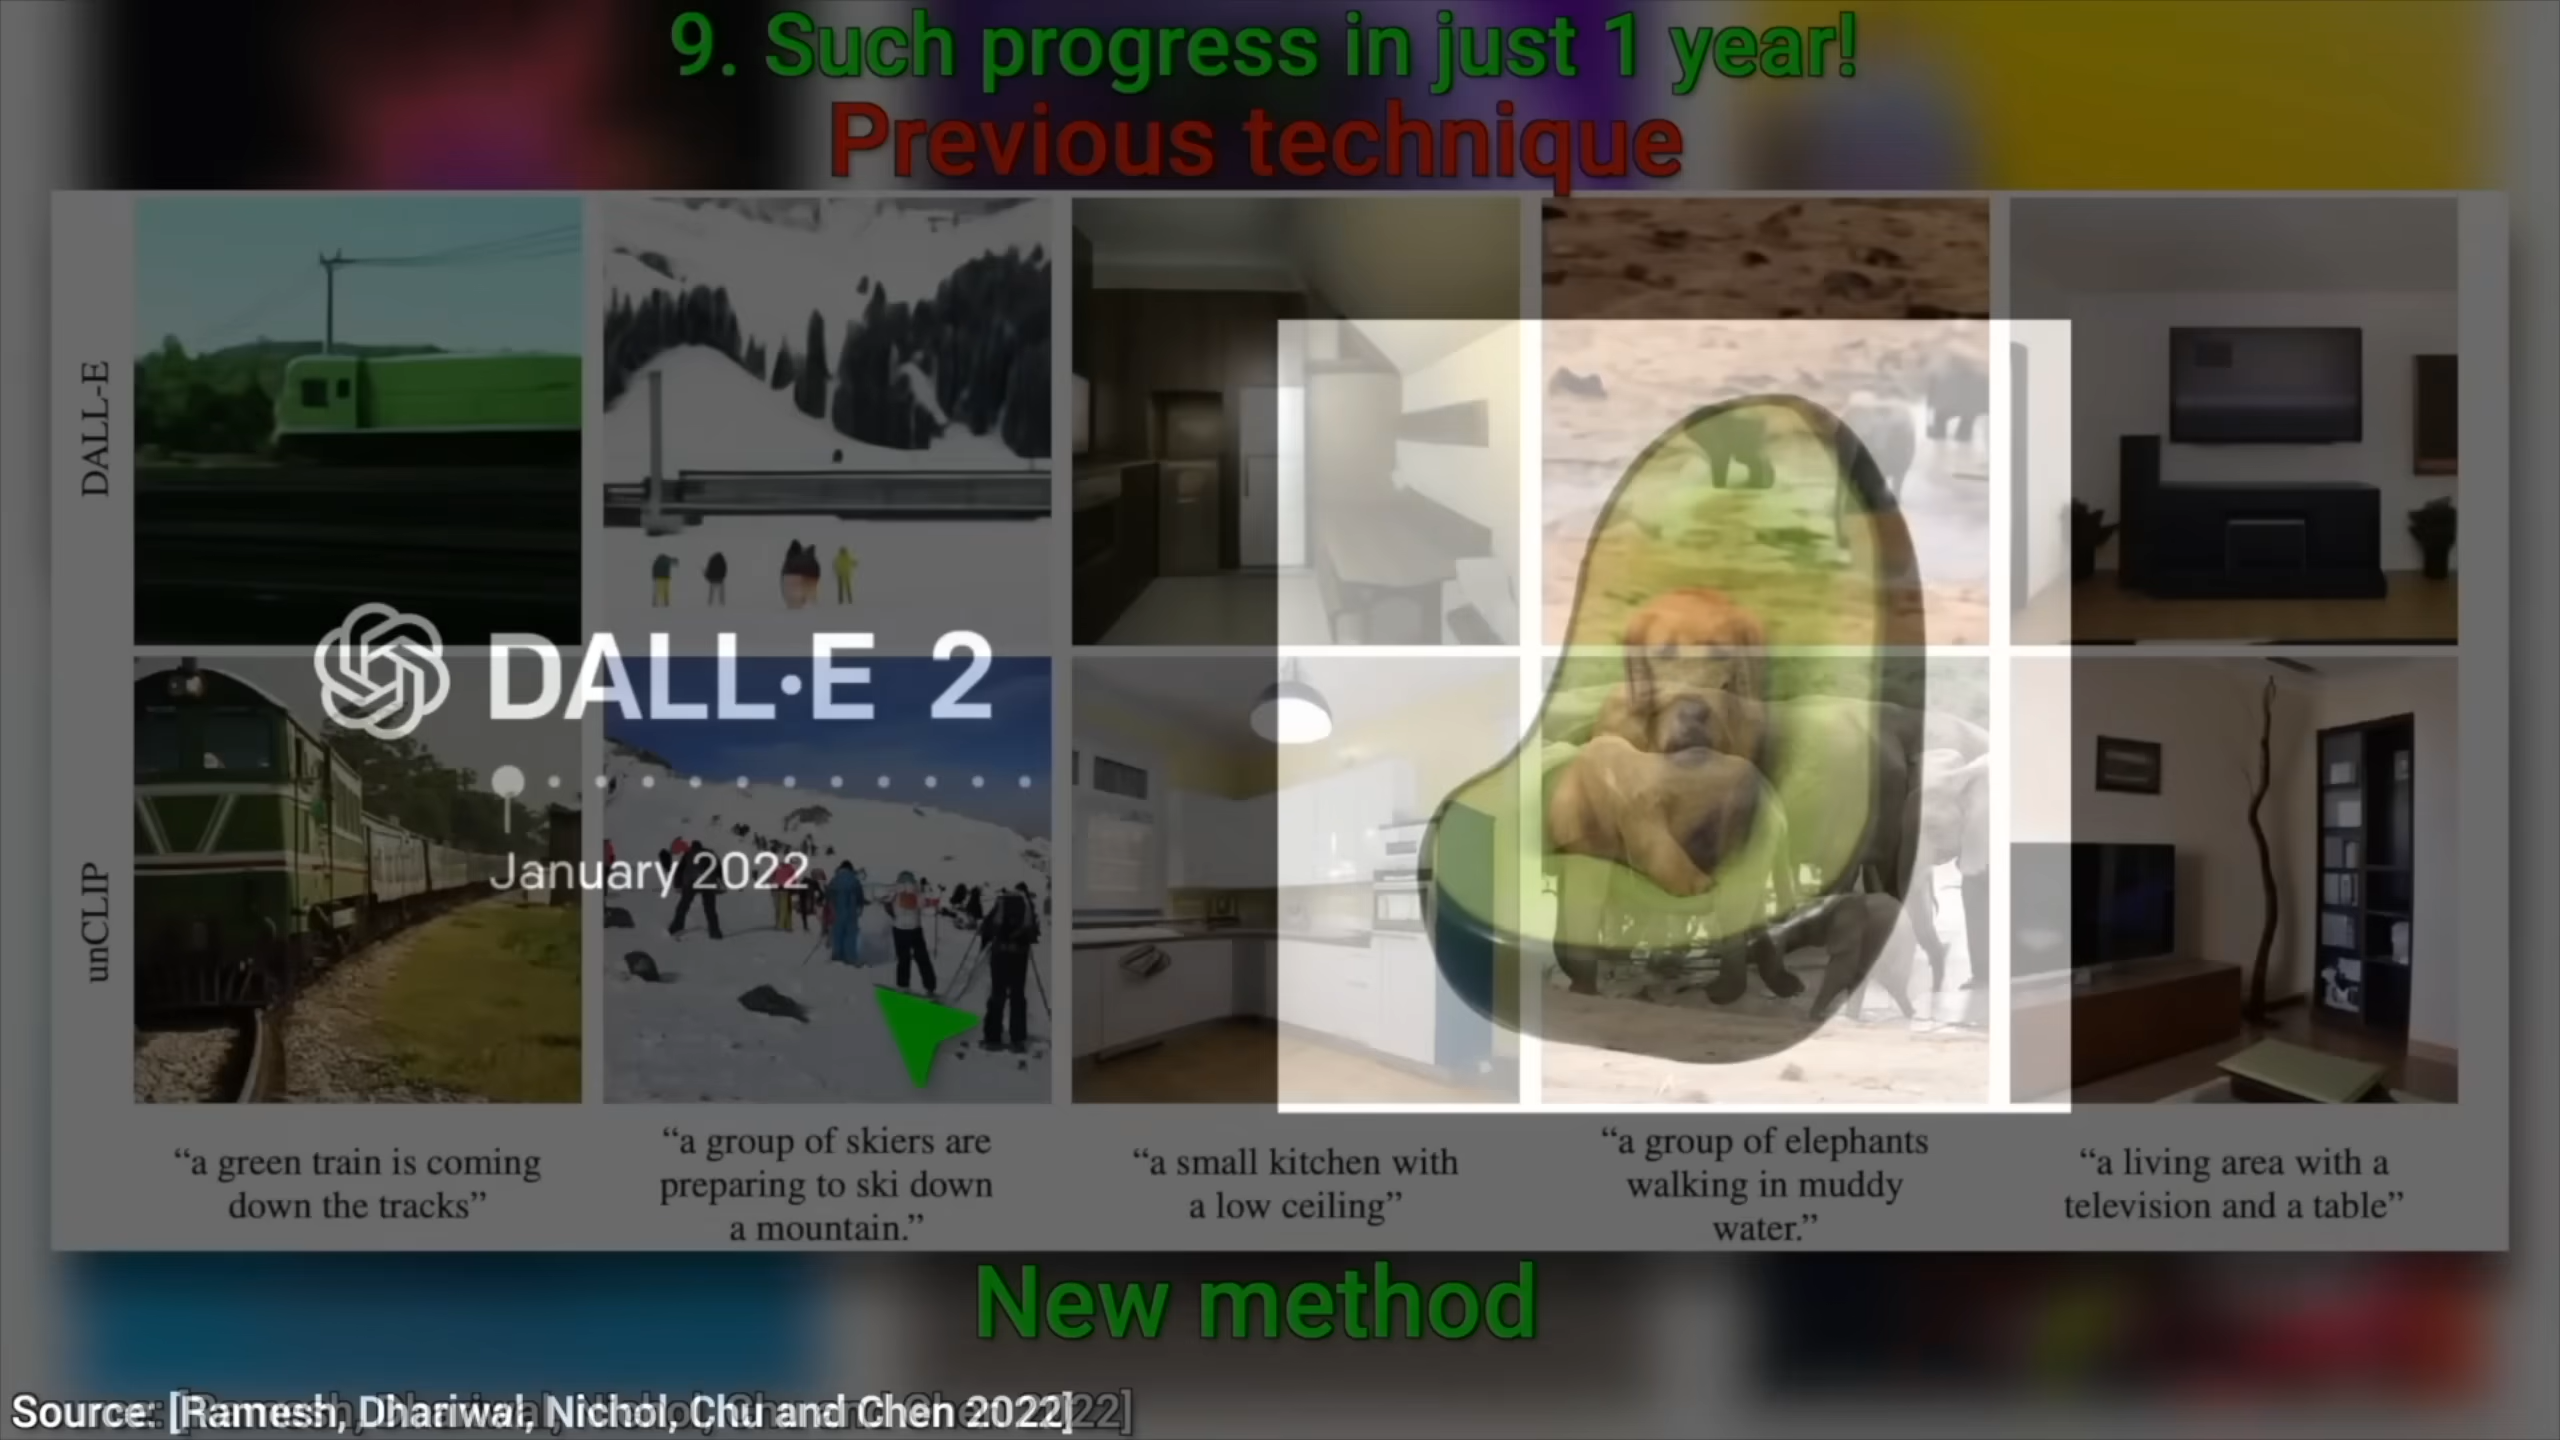 9. Such progress in just 1 year!
Previous technique
DALL-E
DALL·E 2
January 2022
unCLIP
“a green train is coming
down the tracks”
“a group of skiers are
preparing to ski down
a mountain.”
“a small kitchen with
a low ceiling”
“a group of elephants
walking in muddy
water.”
“a living area with a
television and a table”
New method
Source: [Ramesh, Dhariwal, Nichol, Chu and Chen 2022]